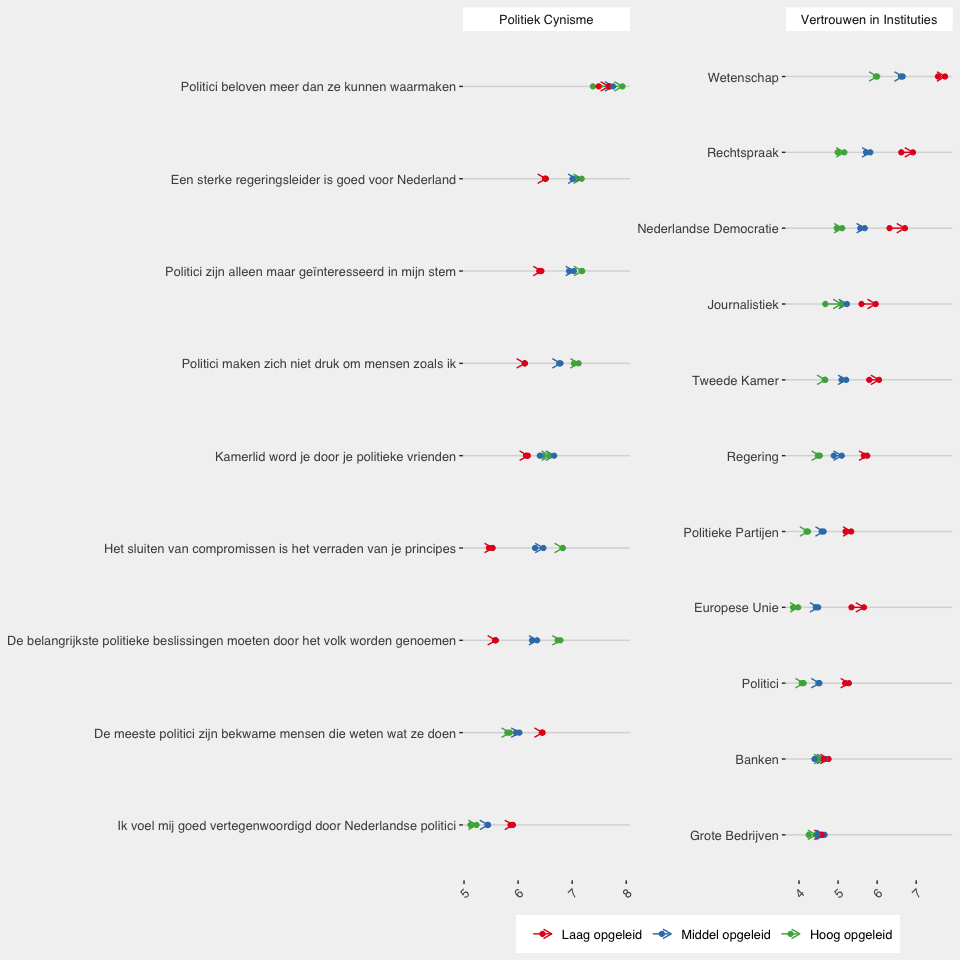 Politiek Cynisme
Politici beloven meer dan ze kunnen waarmaken
Een sterke regeringsleider is goed voor Nederland
Politici zijn alleen maar geïnteresseerd in mijn stem
Politici maken zich niet druk om mensen zoals ik
Kamerlid word je door je politieke vrienden
Het sluiten van compromissen is het verraden van je principes
De belangrijkste politieke beslissingen moeten door het volk worden genoemen
De meeste politici zijn bekwame mensen die weten wat ze doen
Ik voel mij goed vertegenwoordigd door Nederlandse politici
5 6 7 8
Vertrouwen in Instituties
Wetenschap
Rechtspraak
Nederlandse Democratie
Journalistiek
Tweede Kamer
Regering
Politieke Partijen
Europese Unie
Politici
Banken
Grote Bedrijven
4 5 6 7
Laag opgeleid Middel opgeleid Hoog opgeleid